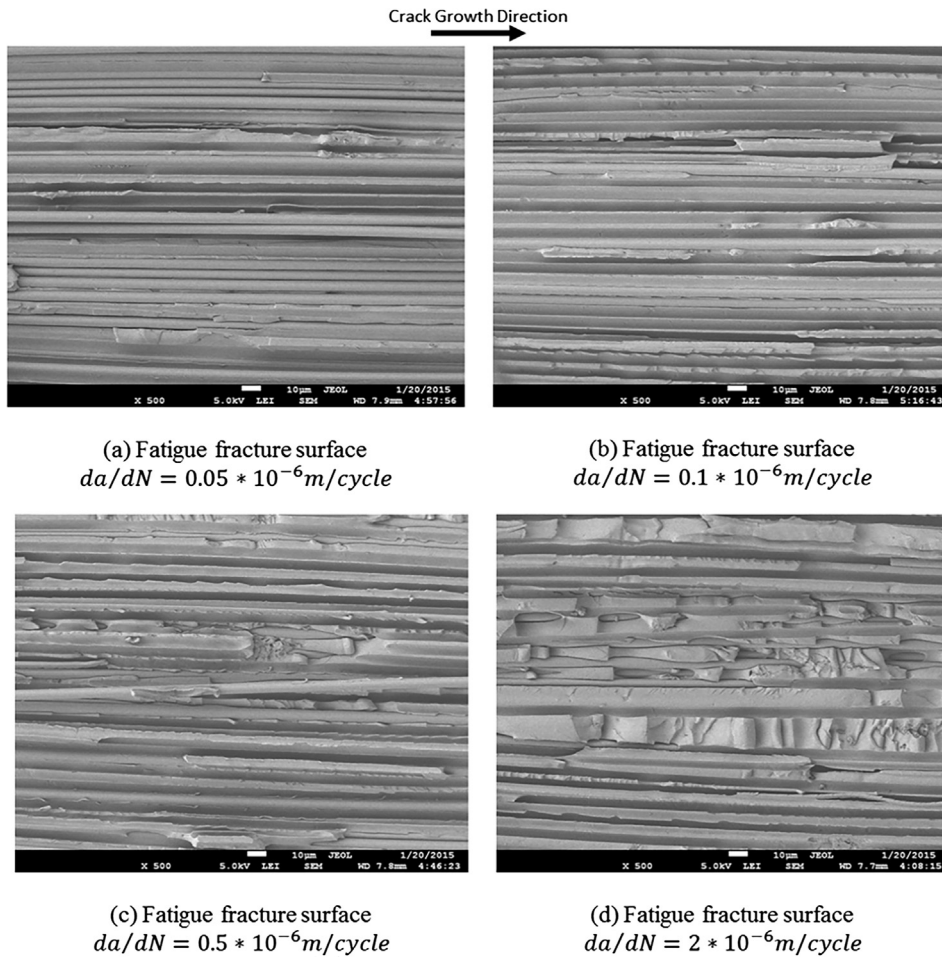 Crack Growth Direction
10μm JEOL 1/20/2015
X 500 5.0kV LEI SEM WD 7.9mm 4:57:56
10μm JEOL 1/20/2015
X 500 5.0kV LEI SEM WD 7.8mm 5:16:43
(a) Fatigue fracture surface
da/dN = 0.05 * 10⁻⁶m/cycle
(b) Fatigue fracture surface
da/dN = 0.1 * 10⁻⁶m/cycle
10μm JEOL 1/20/2015
X 500 5.0kV LEI SEM WD 7.8mm 4:46:23
10μm JEOL 1/20/2015
X 500 5.0kV LEI SEM WD 7.7mm 4:08:15
(c) Fatigue fracture surface
da/dN = 0.5 * 10⁻⁶m/cycle
(d) Fatigue fracture surface
da/dN = 2 * 10⁻⁶m/cycle